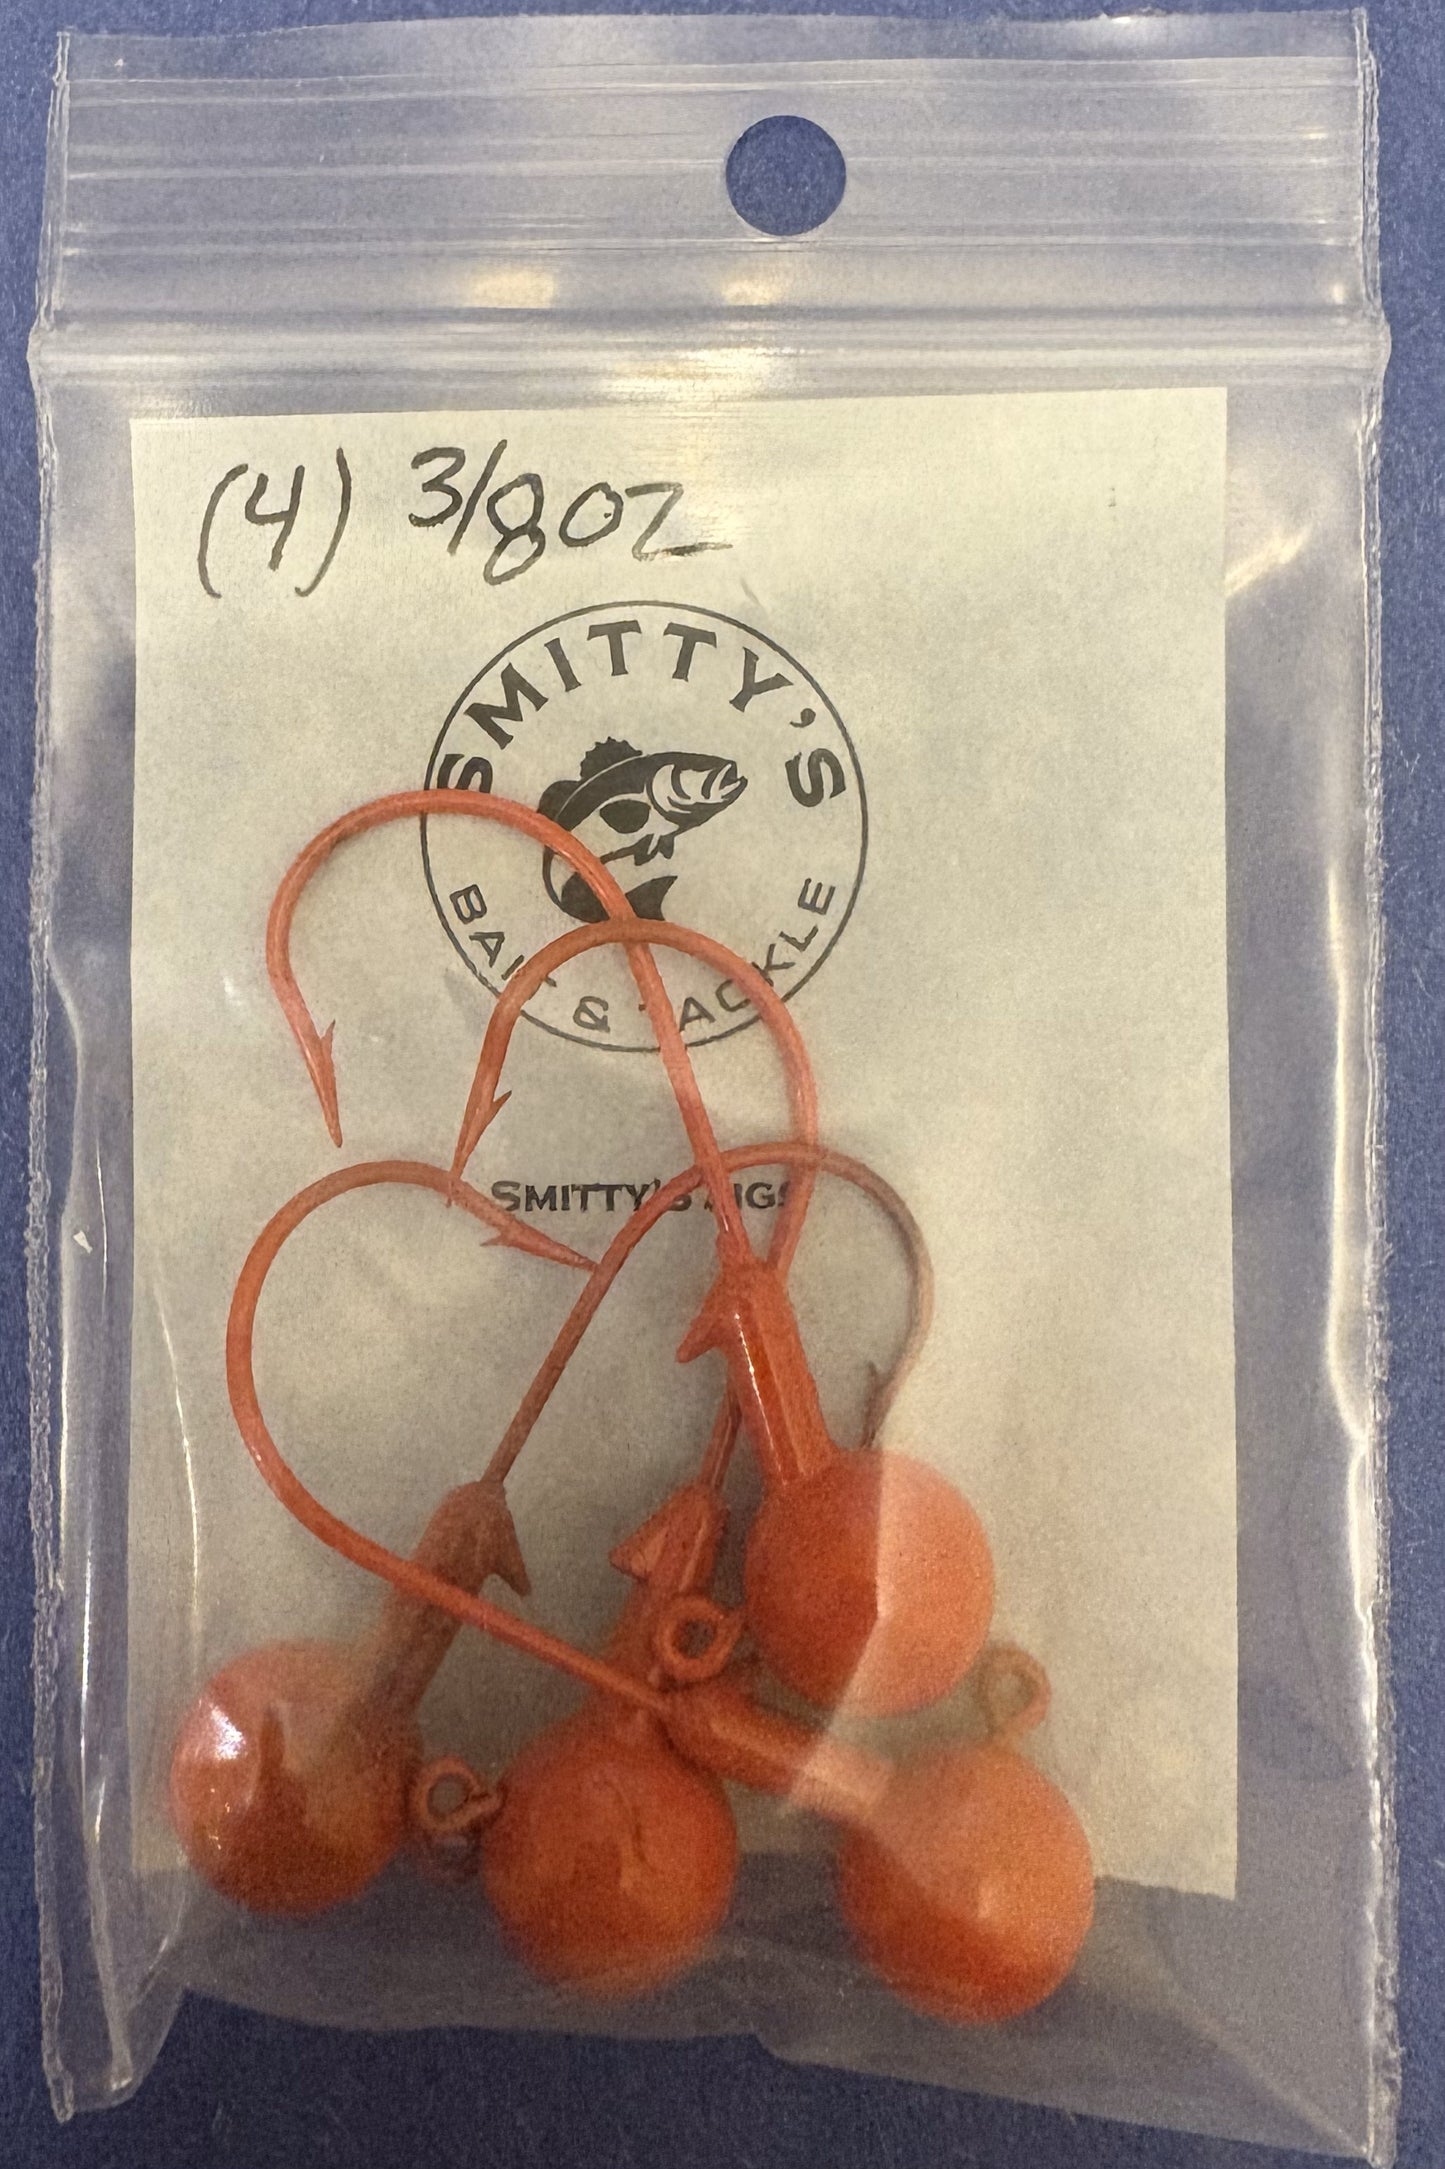 (4) 3/8oz
SMITTY'S
BAIT & TACKLE
SMITTY'S JIGS